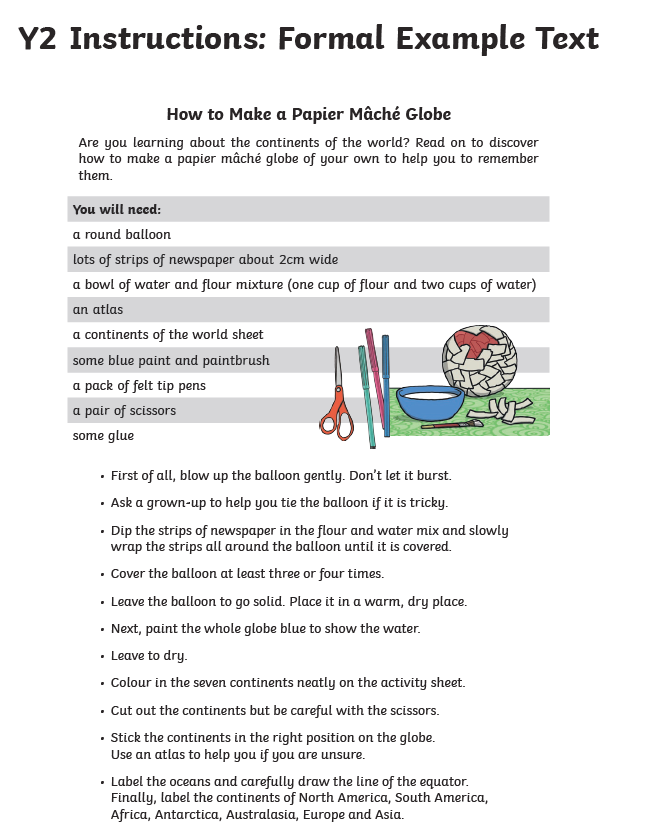 Y2 Instructions: Formal Example Text
How to Make a Papier Mâché Globe
Are you learning about the continents of the world? Read on to discover
how to make a papier mâché globe of your own to help you to remember
them.
You will need:
a round balloon
lots of strips of newspaper about 2cm wide
a bowl of water and flour mixture (one cup of flour and two cups of water)
an atlas
a continents of the world sheet
some blue paint and paintbrush
a pack of felt tip pens
a pair of scissors
some glue
• First of all, blow up the balloon gently. Don't let it burst.
• Ask a grown-up to help you tie the balloon if it is tricky.
• Dip the strips of newspaper in the flour and water mix and slowly
wrap the strips all around the balloon until it is covered.
• Cover the balloon at least three or four times.
• Leave the balloon to go solid. Place it in a warm, dry place.
• Next, paint the whole globe blue to show the water.
• Leave to dry.
• Colour in the seven continents neatly on the activity sheet.
• Cut out the continents but be careful with the scissors.
• Stick the continents in the right position on the globe.
Use an atlas to help you if you are unsure.
• Label the oceans and carefully draw the line of the equator.
Finally, label the continents of North America, South America,
Africa, Antarctica, Australasia, Europe and Asia.